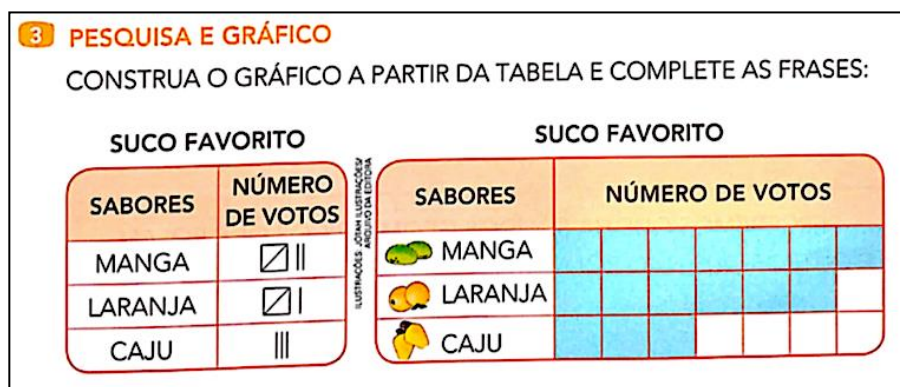 3 PESQUISA E GRÁFICO
CONSTRUA O GRÁFICO A PARTIR DA TABELA E COMPLETE AS FRASES:
SUCO FAVORITO
SABORES
NÚMERO
DE VOTOS
MANGA
LARANJA
CAJU
ILUSTRAÇÕES: JÓTAH ILUSTRAÇÕES/
ARQUIVO DA EDITORA
SUCO FAVORITO
SABORES
NÚMERO DE VOTOS
MANGA
LARANJA
CAJU